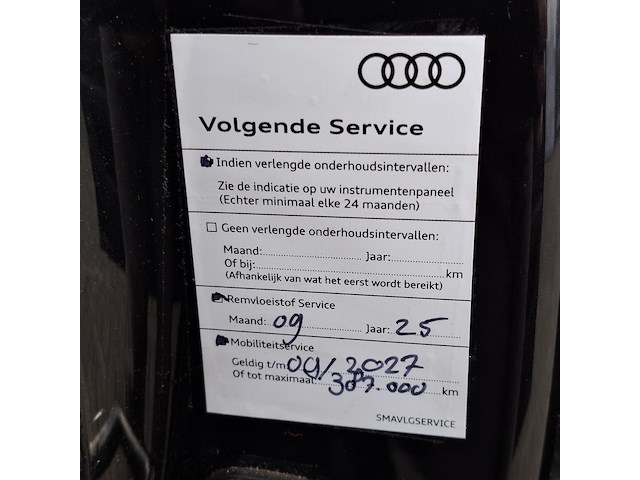 Volgende Service
Indien verlengde onderhoudsintervallen:
Zie de indicatie op uw instrumentenpaneel
(Echter minimaal elke 24 maanden)
Geen verlengde onderhoudsintervallen:
Maand: Jaar:
Of bij: km
(Afhankelijk van wat het eerst wordt bereikt)
Remvloeistof Service
Maand: 09 Jaar: 25
Mobiliteitservice
Geldig t/m 09/2027
Of tot maximaal: 307.000 km
SMAVLGSERVICE